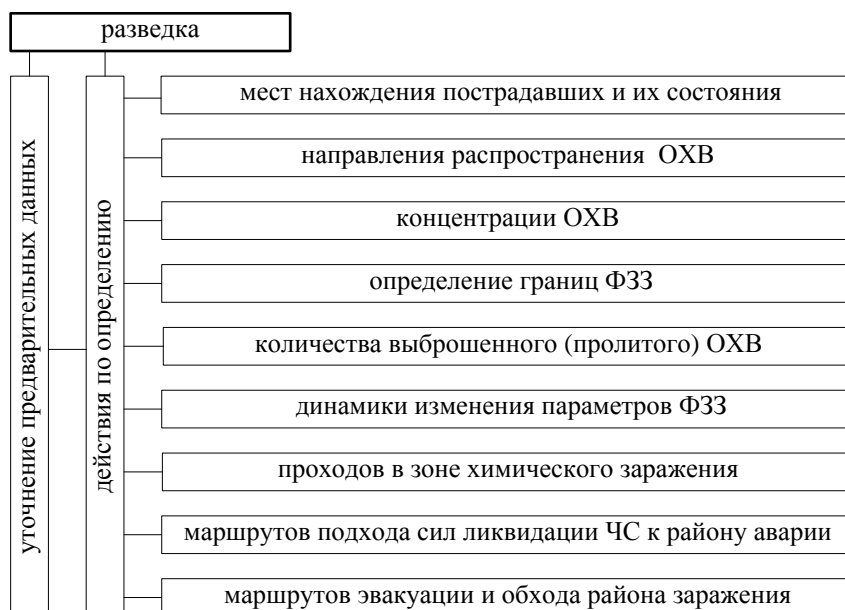 разведка
уточнение предварительных данных
действия по определению
мест нахождения пострадавших и их состояния
направления распространения ОХВ
концентрации ОХВ
определение границ ФЗЗ
количества выброшенного (пролитого) ОХВ
динамики изменения параметров ФЗЗ
проходов в зоне химического заражения
маршрутов подхода сил ликвидации ЧС к району аварии
маршрутов эвакуации и обхода района заражения